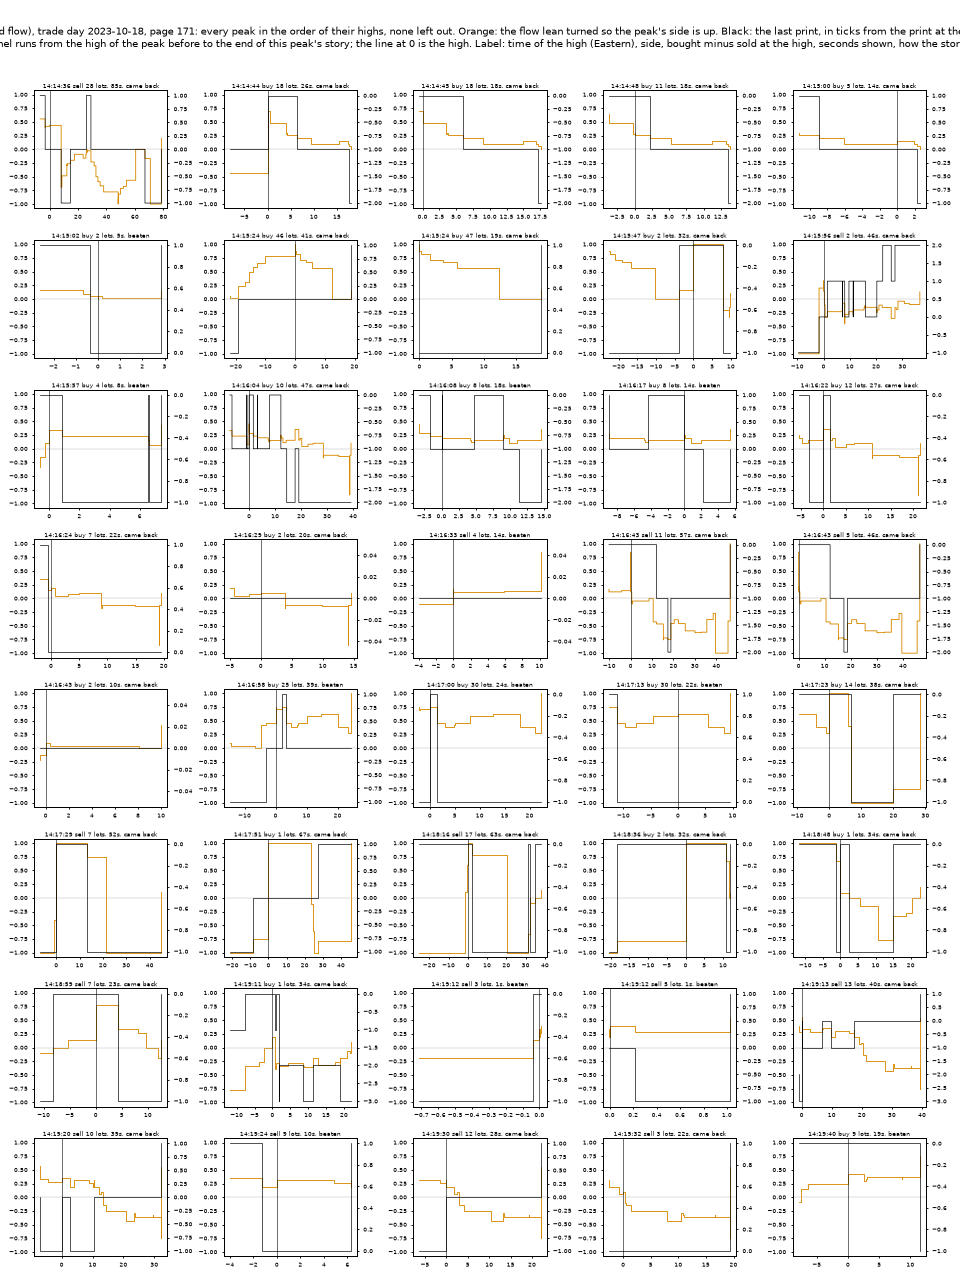 d flow), trade day 2023-10-18, page 171: every peak in the order of their highs, none left out. Orange: the flow lean turned so the peak's side is up. Black: the last print, in ticks from the print at the
nel runs from the high of the peak before to the end of this peak's story; the line at 0 is the high. Label: time of the high (Eastern), side, bought minus sold at the high, seconds shown, how the stor
14:14:36 sell 28 lots. 85s. came back
14:14:44 buy 18 lots. 26s. came back
14:14:45 buy 18 lots. 18s. came back
14:14:48 buy 11 lots. 18s. came back
14:15:00 buy 5 lots. 14s. came back
14:15:02 buy 2 lots. 5s. beaten
14:15:24 buy 46 lots. 41s. came back
14:15:24 buy 47 lots. 19s. came back
14:15:47 buy 2 lots. 32s. came back
14:15:56 sell 2 lots. 46s. came back
14:15:57 buy 4 lots. 8s. beaten
14:16:04 buy 10 lots. 47s. came back
14:16:08 buy 8 lots. 18s. beaten
14:16:17 buy 8 lots. 14s. beaten
14:16:22 buy 12 lots. 27s. came back
14:16:24 buy 7 lots. 22s. came back
14:16:29 buy 2 lots. 20s. came back
14:16:33 sell 4 lots. 14s. beaten
14:16:43 sell 11 lots. 57s. came back
14:16:43 sell 5 lots. 46s. came back
14:16:43 buy 2 lots. 10s. came back
14:16:58 buy 25 lots. 39s. beaten
14:17:00 buy 30 lots. 24s. beaten
14:17:13 buy 30 lots. 22s. beaten
14:17:23 buy 14 lots. 38s. came back
14:17:25 sell 7 lots. 52s. came back
14:17:51 buy 1 lots. 67s. came back
14:18:16 sell 17 lots. 63s. came back
14:18:36 buy 2 lots. 32s. came back
14:18:48 buy 1 lots. 34s. came back
14:18:59 sell 7 lots. 23s. came back
14:19:11 buy 1 lots. 34s. came back
14:19:12 sell 3 lots. 1s. beaten
14:19:12 sell 5 lots. 1s. beaten
14:19:13 sell 13 lots. 40s. came back
14:19:20 sell 10 lots. 39s. came back
14:19:24 sell 9 lots. 10s. beaten
14:19:30 sell 12 lots. 28s. came back
14:19:32 sell 3 lots. 22s. came back
14:19:40 buy 9 lots. 19s. beaten